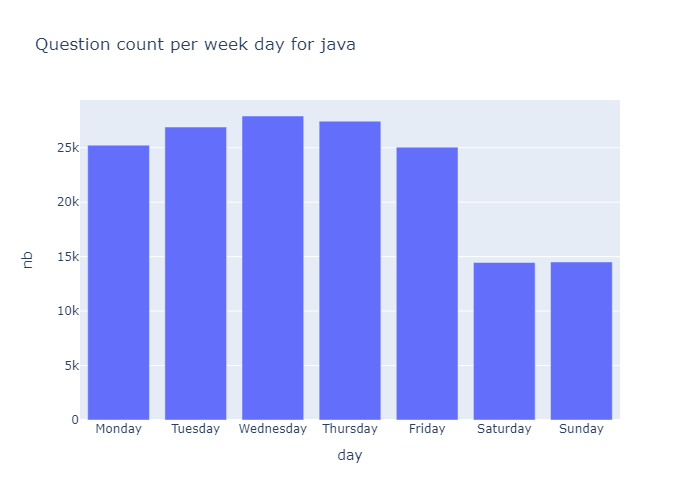 Question count per week day for java
nb
25k
20k
15k
10k
5k
0
Monday Tuesday Wednesday Thursday Friday Saturday Sunday
day